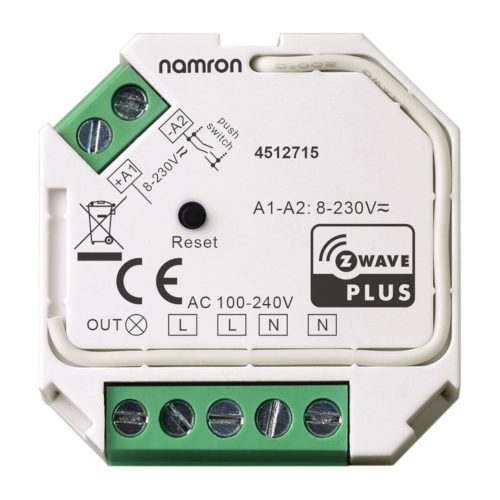 namron
-A2
push
switch
+A1
8-230V⎓
4512715
A1-A2: 8-230V
Reset
Z WAVE
PLUS
CE
AC 100-240V
OUT L L N N